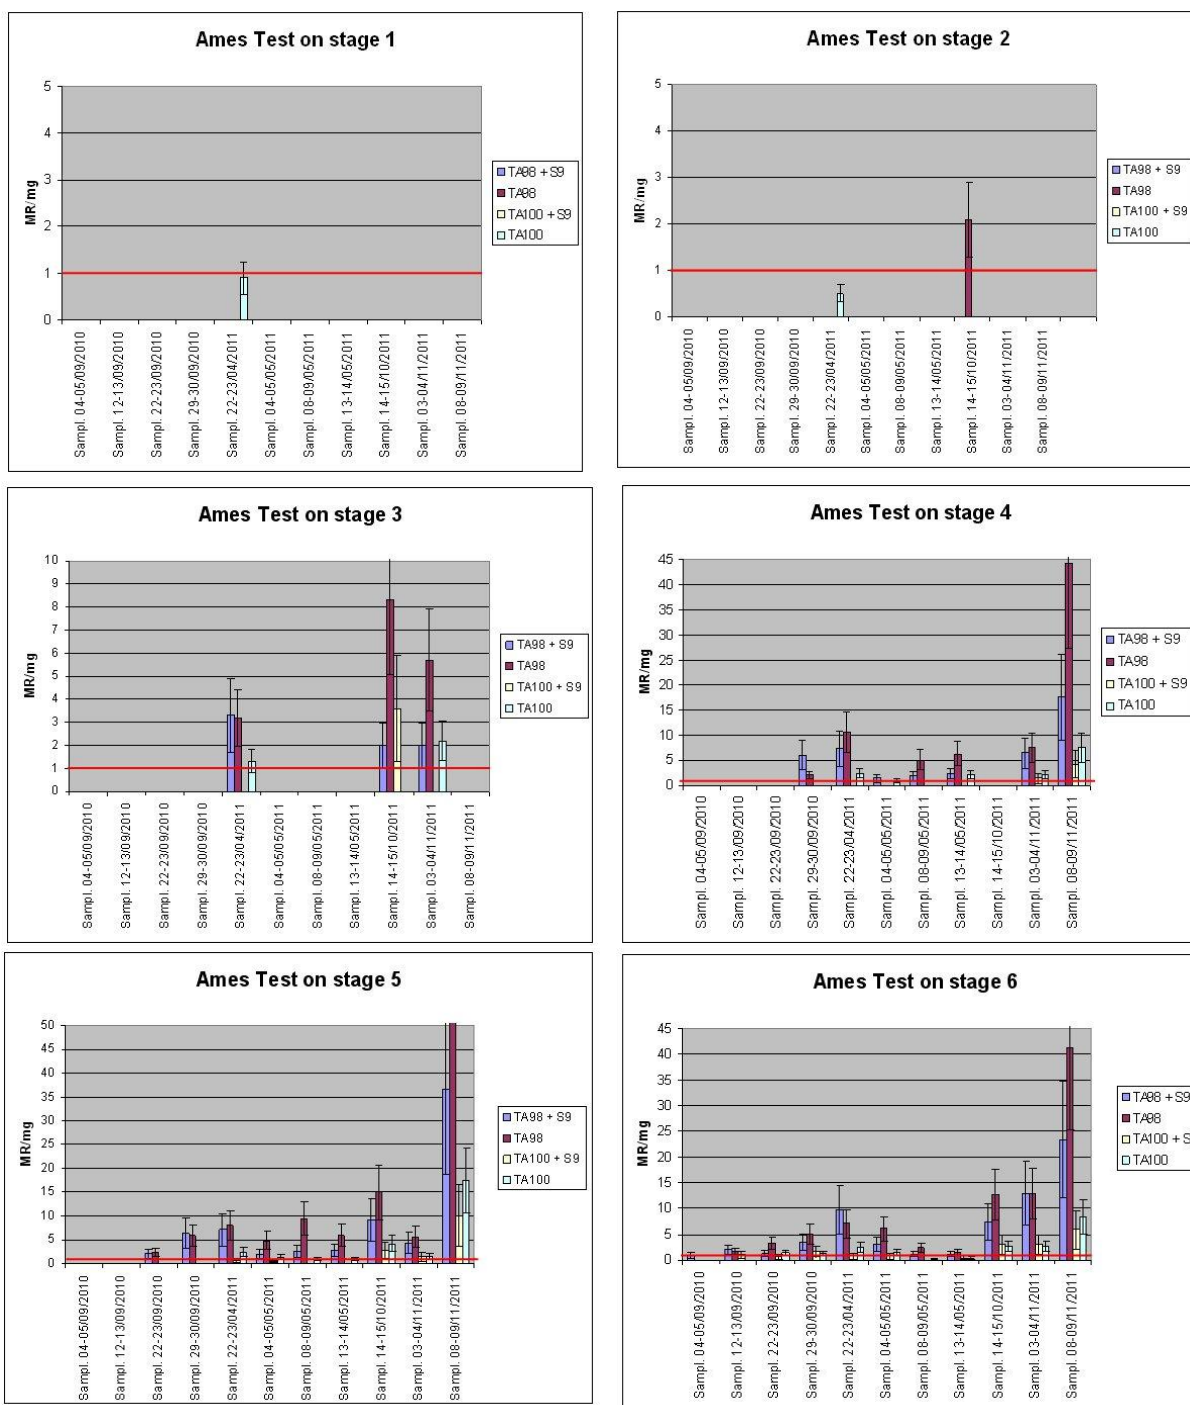 Ames Test on stage 1
5
4
3
2
1
0
MR/mg
Sampl. 04-05/09/2010
Sampl. 12-13/09/2010
Sampl. 22-23/09/2010
Sampl. 29-30/09/2010
Sampl. 22-23/04/2011
Sampl. 04-05/05/2011
Sampl. 08-09/05/2011
Sampl. 13-14/05/2011
Sampl. 14-15/10/2011
Sampl. 03-04/11/2011
Sampl. 08-09/11/2011
TA98 + S9
TA98
TA100 + S9
TA100
Ames Test on stage 2
5
4
3
2
1
0
MR/mg
Sampl. 04-05/09/2010
Sampl. 12-13/09/2010
Sampl. 22-23/09/2010
Sampl. 29-30/09/2010
Sampl. 22-23/04/2011
Sampl. 04-05/05/2011
Sampl. 08-09/05/2011
Sampl. 13-14/05/2011
Sampl. 14-15/10/2011
Sampl. 03-04/11/2011
Sampl. 08-09/11/2011
TA98 + S9
TA98
TA100 + S9
TA100
Ames Test on stage 3
10
9
8
7
6
5
4
3
2
1
0
MR/mg
Sampl. 04-05/09/2010
Sampl. 12-13/09/2010
Sampl. 22-23/09/2010
Sampl. 29-30/09/2010
Sampl. 22-23/04/2011
Sampl. 04-05/05/2011
Sampl. 08-09/05/2011
Sampl. 13-14/05/2011
Sampl. 14-15/10/2011
Sampl. 03-04/11/2011
Sampl. 08-09/11/2011
TA98 + S9
TA98
TA100 + S9
TA100
Ames Test on stage 4
45
40
35
30
25
20
15
10
5
0
MR/mg
Sampl. 04-05/09/2010
Sampl. 12-13/09/2010
Sampl. 22-23/09/2010
Sampl. 29-30/09/2010
Sampl. 22-23/04/2011
Sampl. 04-05/05/2011
Sampl. 08-09/05/2011
Sampl. 13-14/05/2011
Sampl. 14-15/10/2011
Sampl. 03-04/11/2011
Sampl. 08-09/11/2011
TA98 + S9
TA98
TA100 + S9
TA100
Ames Test on stage 5
50
45
40
35
30
25
20
15
10
5
0
MR/mg
Sampl. 04-05/09/2010
Sampl. 12-13/09/2010
Sampl. 22-23/09/2010
Sampl. 29-30/09/2010
Sampl. 22-23/04/2011
Sampl. 04-05/05/2011
Sampl. 08-09/05/2011
Sampl. 13-14/05/2011
Sampl. 14-15/10/2011
Sampl. 03-04/11/2011
Sampl. 08-09/11/2011
TA98 + S9
TA98
TA100 + S9
TA100
Ames Test on stage 6
45
40
35
30
25
20
15
10
5
0
MR/mg
Sampl. 04-05/09/2010
Sampl. 12-13/09/2010
Sampl. 22-23/09/2010
Sampl. 29-30/09/2010
Sampl. 22-23/04/2011
Sampl. 04-05/05/2011
Sampl. 08-09/05/2011
Sampl. 13-14/05/2011
Sampl. 14-15/10/2011
Sampl. 03-04/11/2011
Sampl. 08-09/11/2011
TA98 + S9
TA98
TA100 + S
TA100